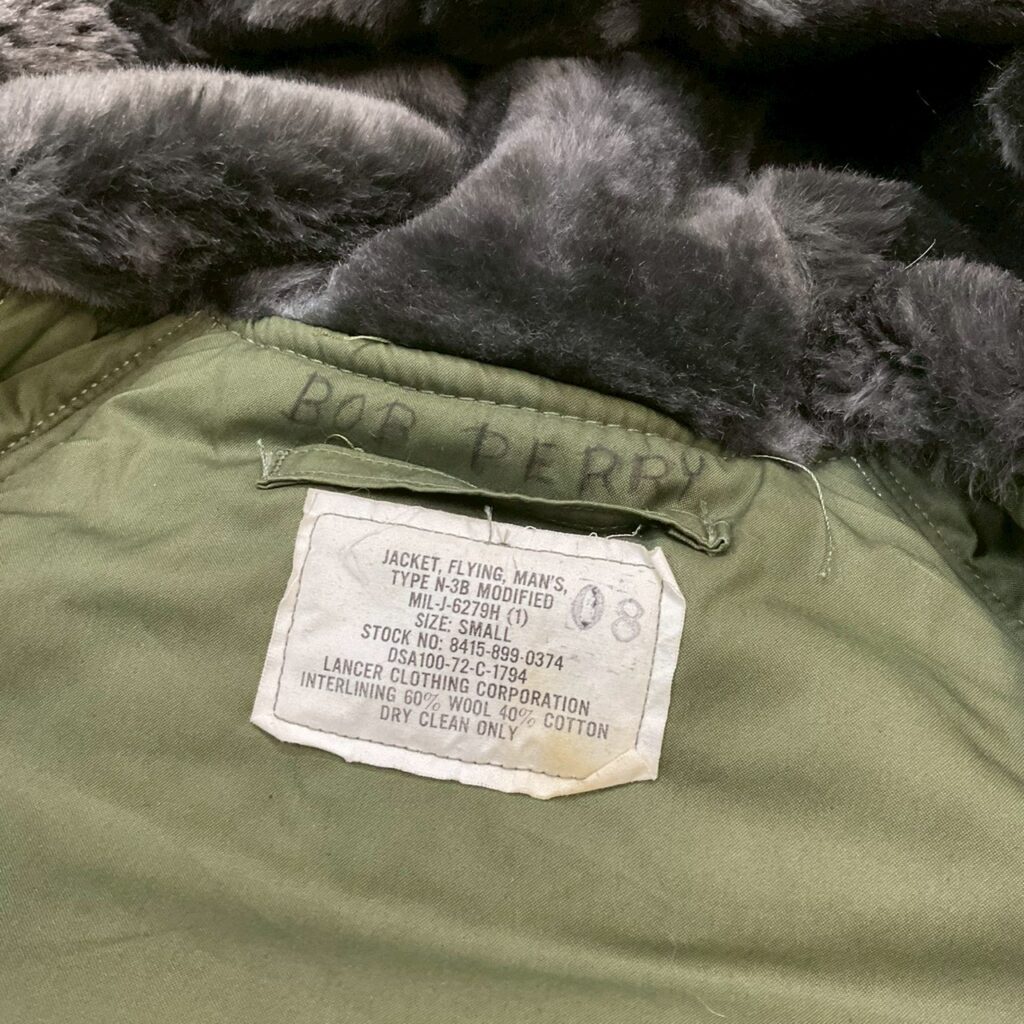 BOB PERRY
JACKET, FLYING, MAN'S,
TYPE N-3B MODIFIED
MIL-J-6279H (1)
08
SIZE: SMALL
STOCK NO: 8415-899-0374
DSA100-72-C-1794
LANCER CLOTHING CORPORATION
INTERLINING 60% WOOL 40% COTTON
DRY CLEAN ONLY